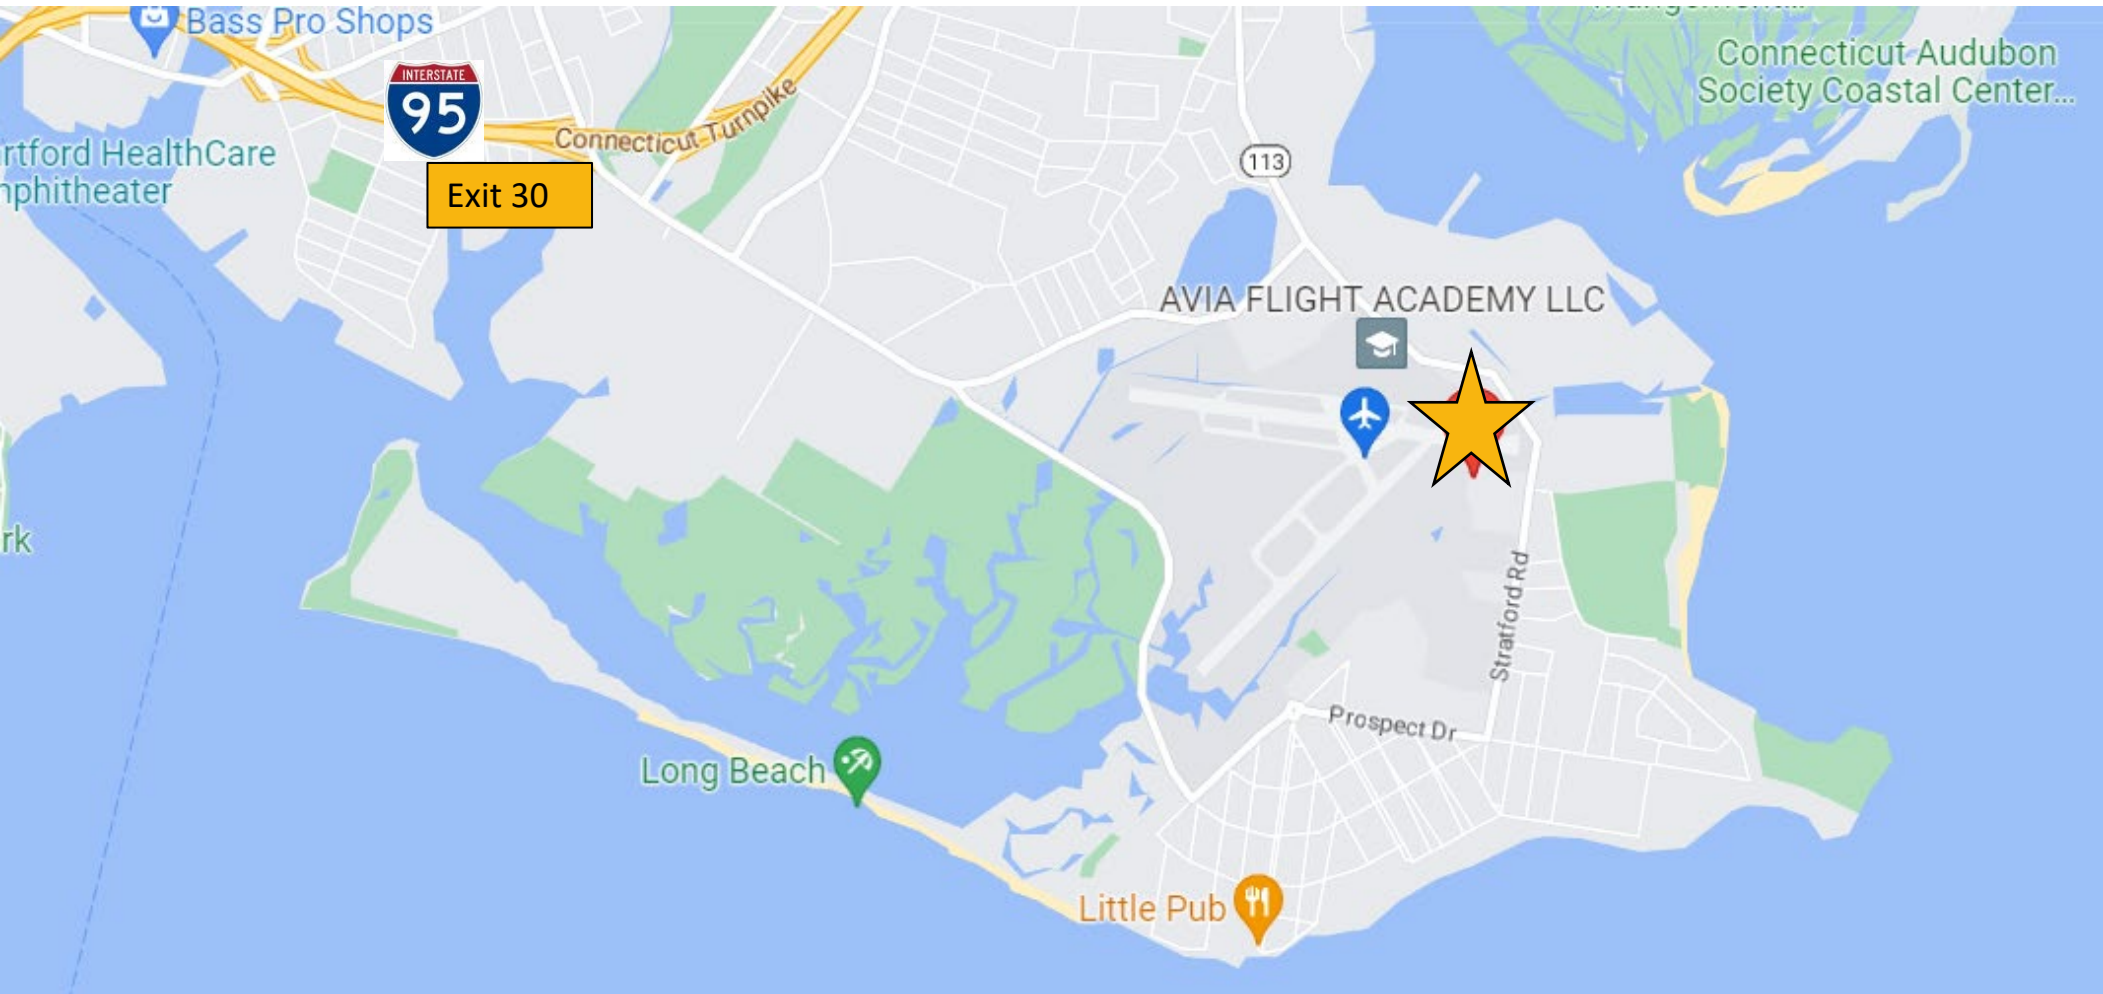 Bass Pro Shops
INTERSTATE
95
Connecticut Turnpike
Exit 30
rtford HealthCare
phitheater
Connecticut Audubon
Society Coastal Center...
113
AVIA FLIGHT ACADEMY LLC
rk
Stratford Rd
Prospect Dr
Long Beach
Little Pub